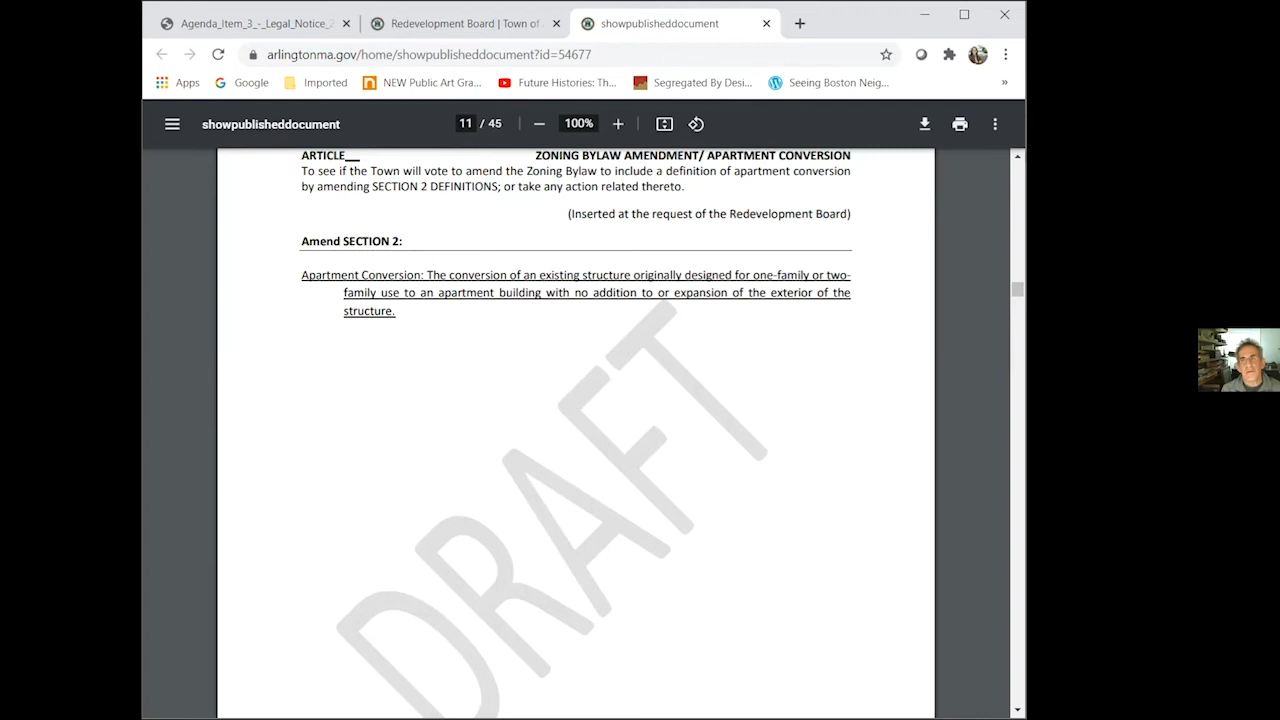 Agenda_Item_3_-_Legal_Notice_2
Redevelopment Board | Town of
showpublisheddocument
arlingtonma.gov/home/showpublisheddocument?id=54677
Apps
Google
Imported
NEW Public Art Gra...
Future Histories: Th...
Segregated By Desi...
Seeing Boston Neig...
»
showpublisheddocument
11 / 45
100%
ARTICLE__ ZONING BYLAW AMENDMENT/ APARTMENT CONVERSION
To see if the Town will vote to amend the Zoning Bylaw to include a definition of apartment conversion
by amending SECTION 2 DEFINITIONS; or take any action related thereto.
(Inserted at the request of the Redevelopment Board)
Amend SECTION 2:
Apartment Conversion: The conversion of an existing structure originally designed for one-family or two-
family use to an apartment building with no addition to or expansion of the exterior of the
structure.
DRAFT